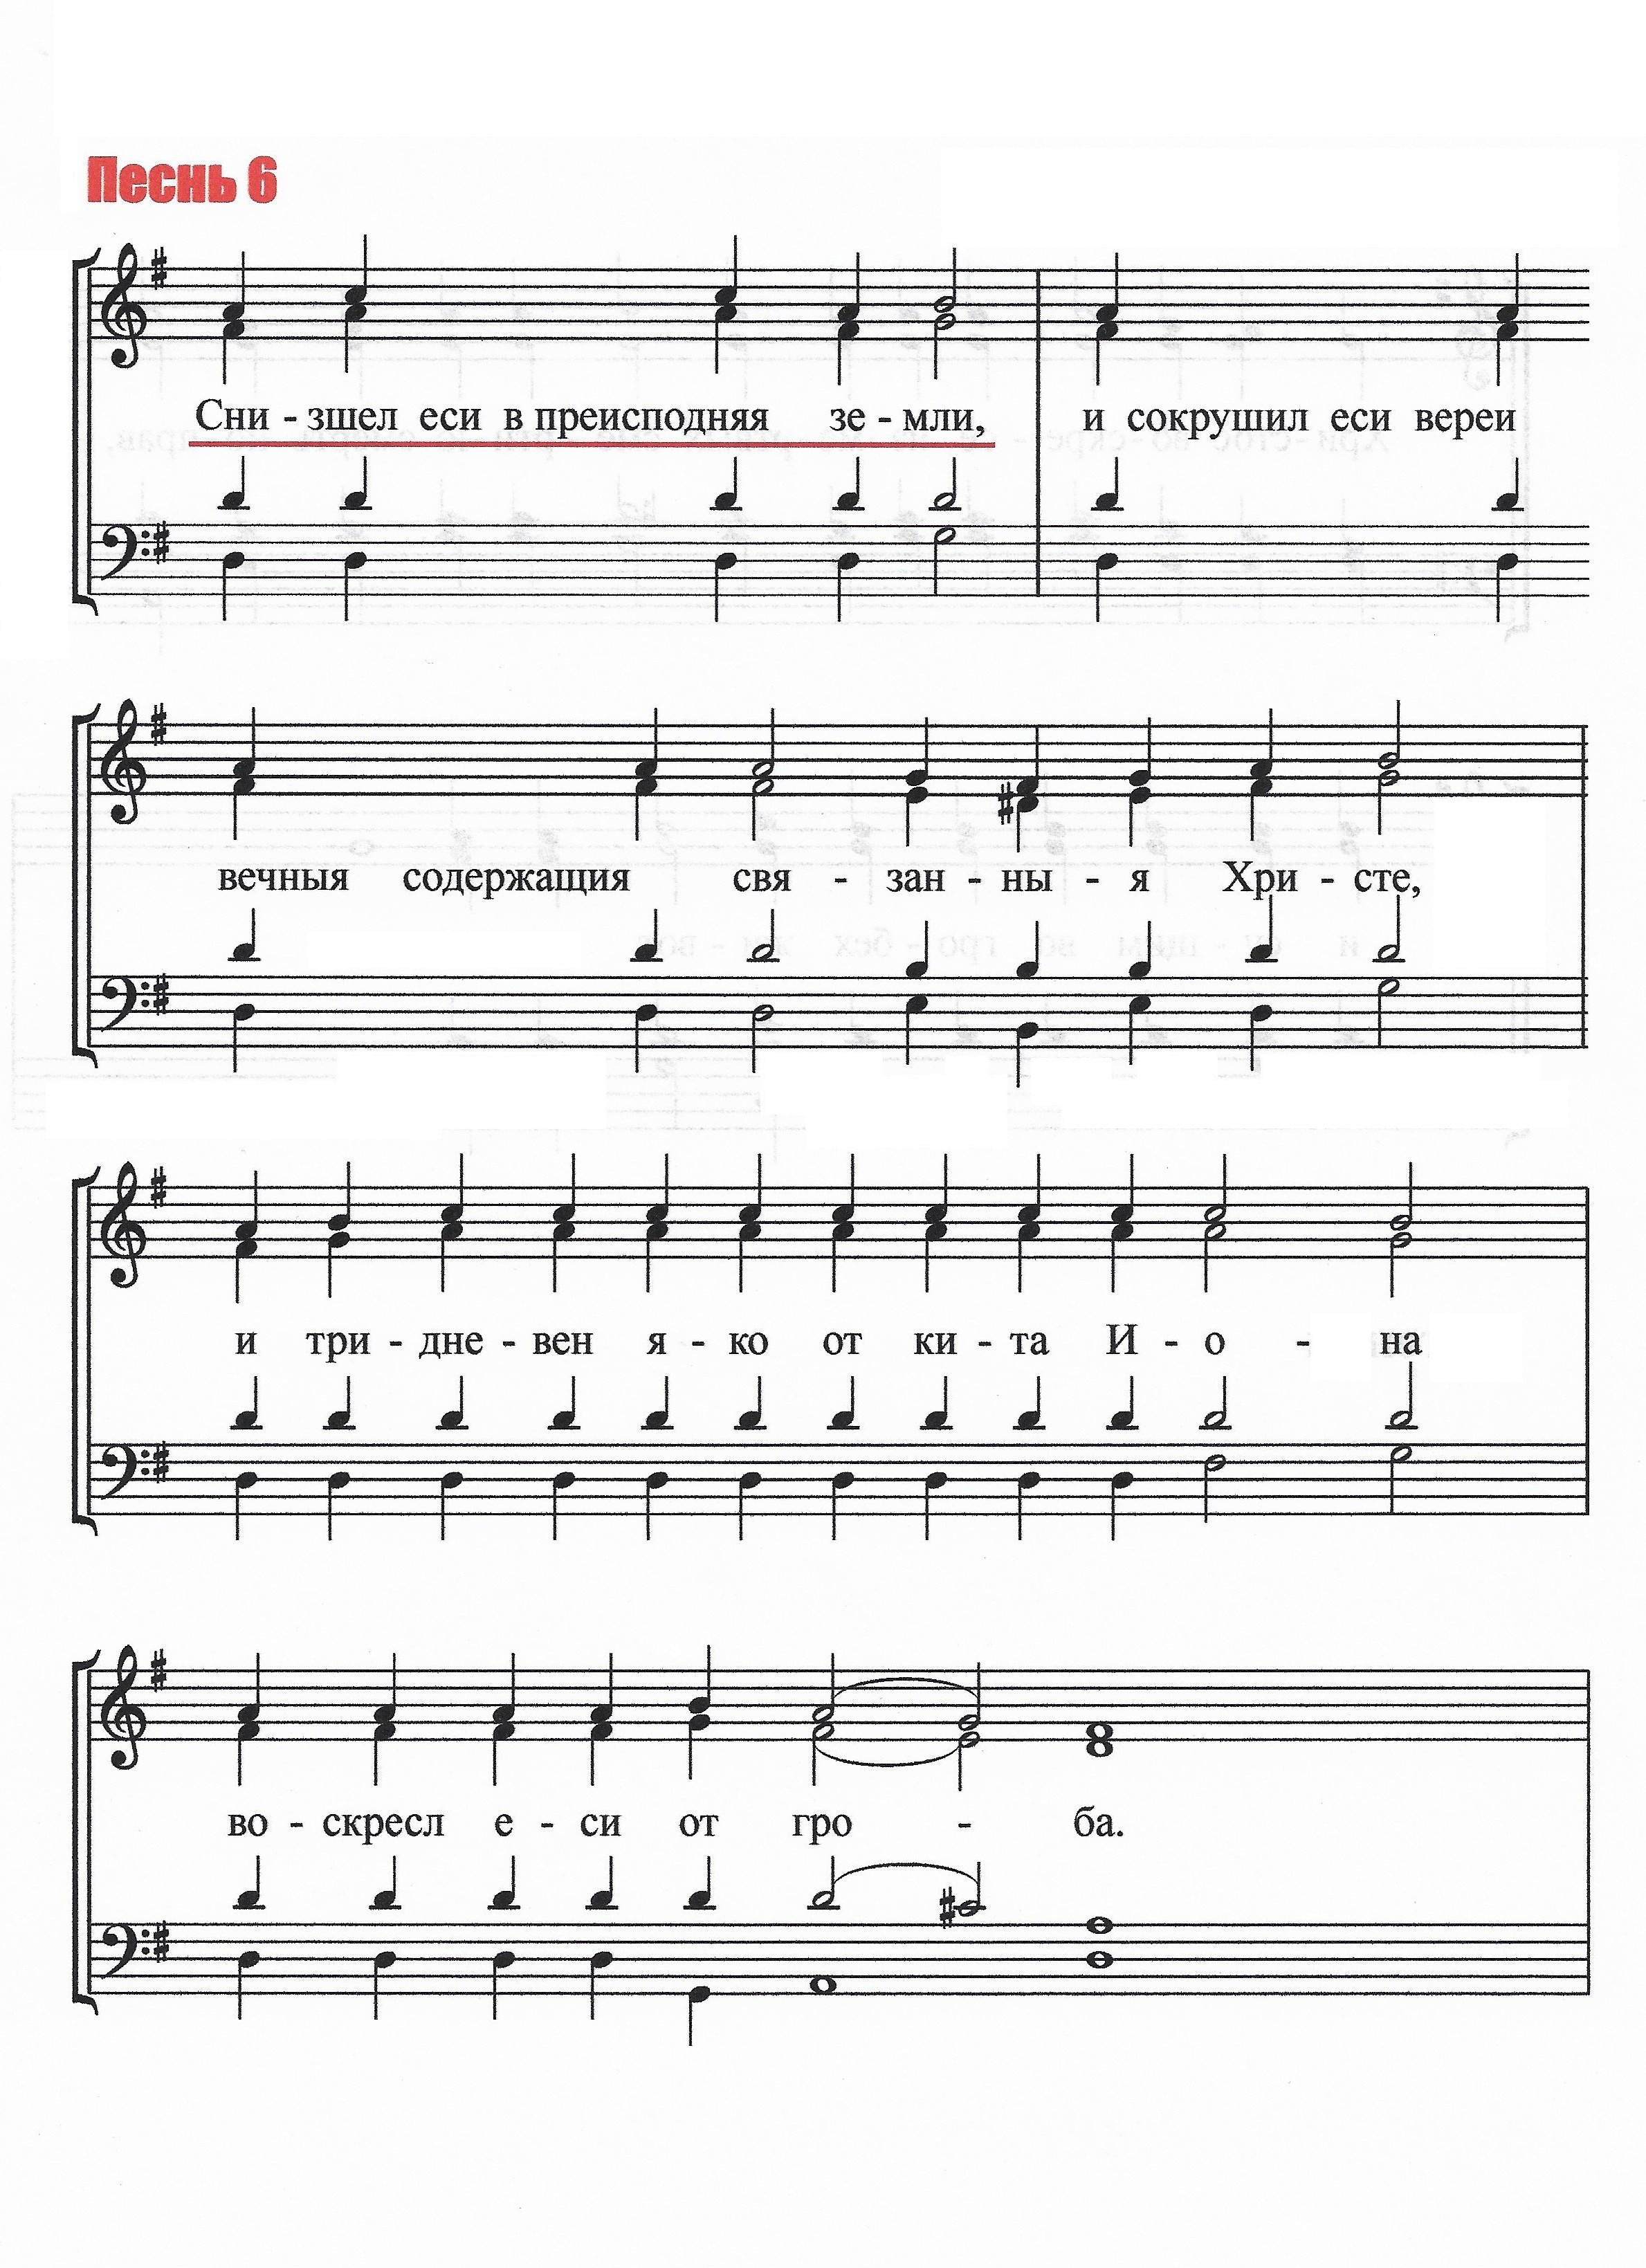 Песнь 6
Сни - зшел еси в преисподняя зе - мли, и сокрушил еси вереи
вечныя содержащия свя - зан - ны - я Хри - сте,
и три - дне - вен я - ко от ки - та И - о - на
во - скресл е - си от гро - ба.